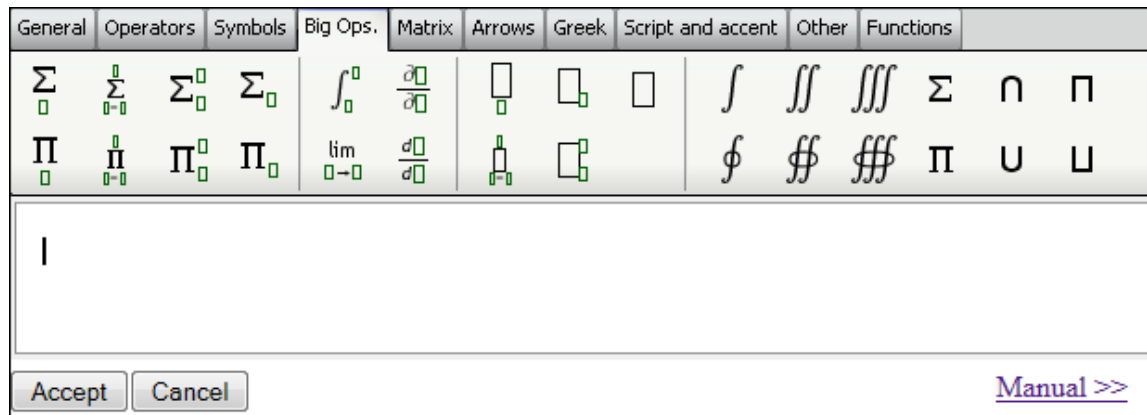 General Operators Symbols Big Ops. Matrix Arrows Greek Script and accent Other Functions
Σ▯ Σ▯▯=▯ Σ▯▯ Σ▯ ∫▯▯ ∂▯/∂▯ ▯▯ ▯▯ ▯ ∫ ∬ ∭ Σ ∩ ⊓
Π▯ Π▯▯=▯ Π▯▯ Π▯ lim▯→▯ d▯/d▯ ▯▯▯=▯ ▯▯▯ ∮ ∯ ∰ Π ∪ ⊔
Accept Cancel Manual >>